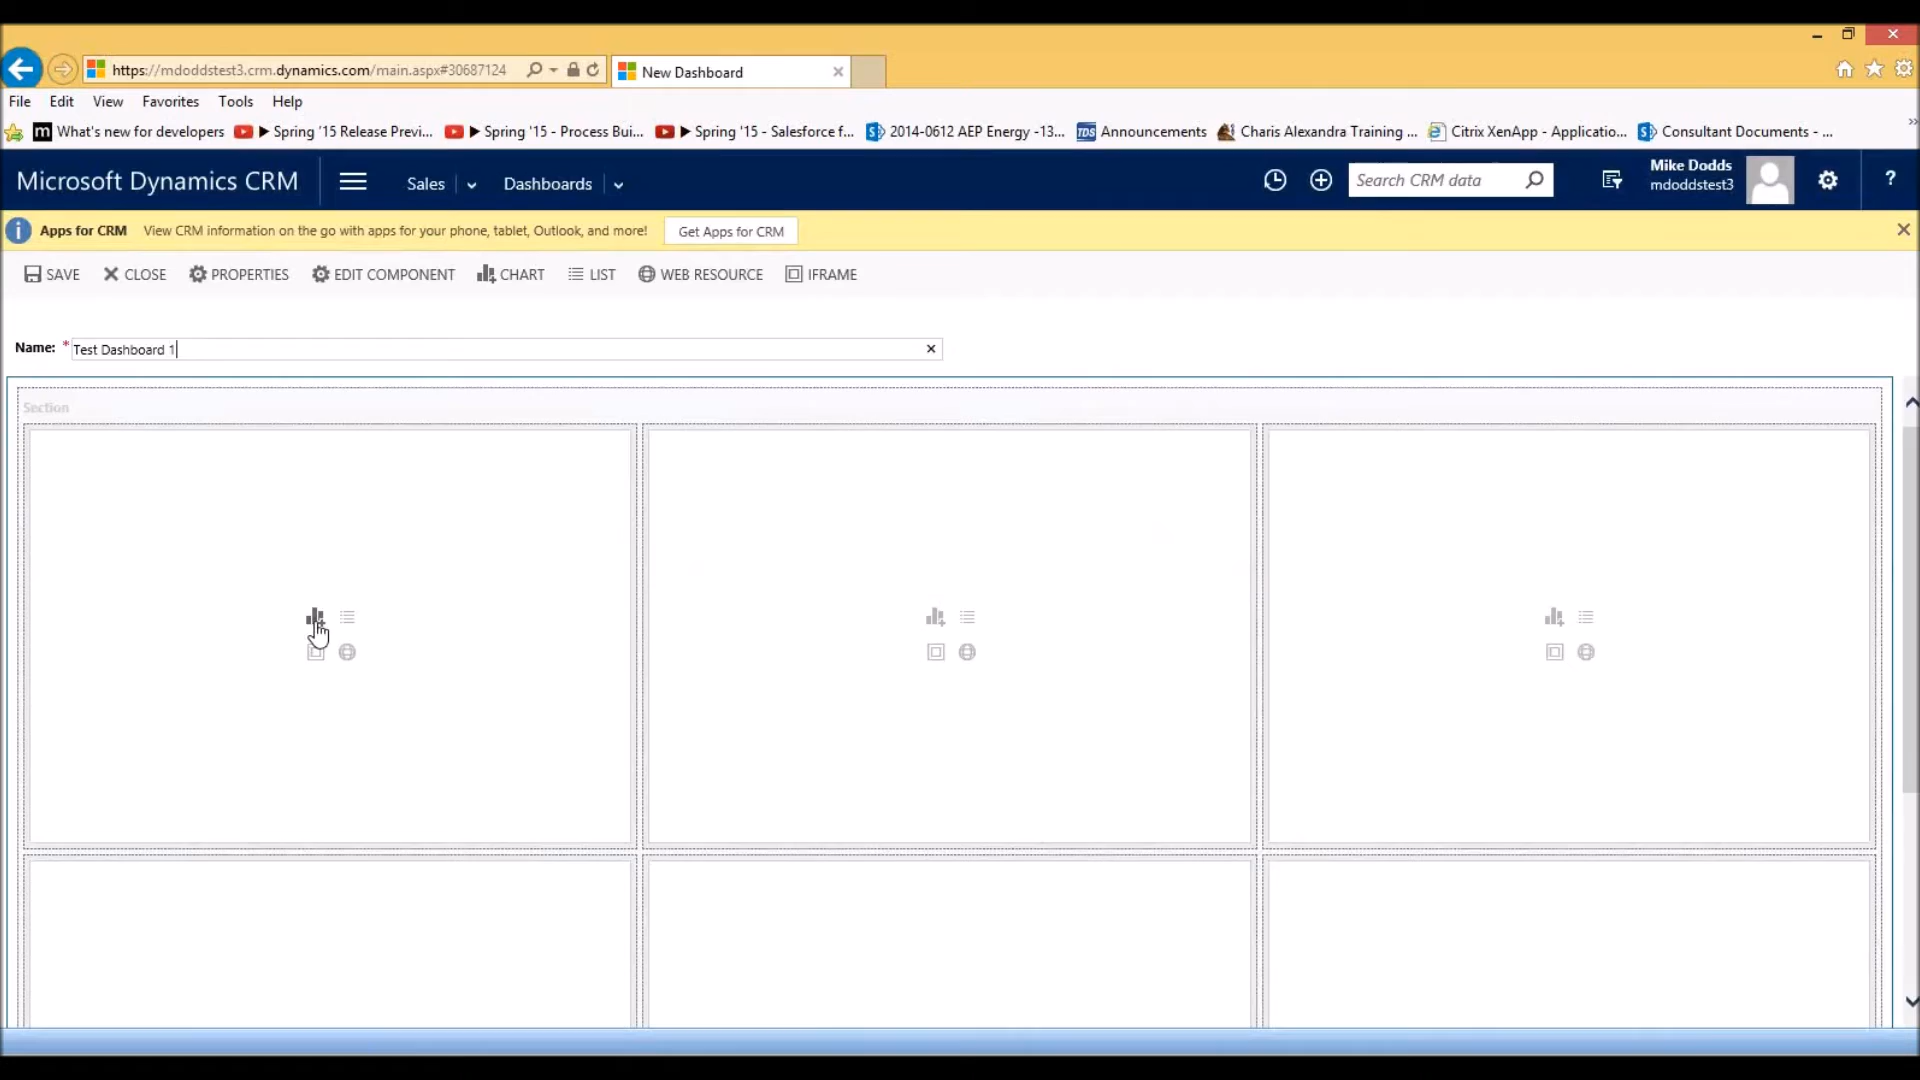 https://mdoddstest3.crm.dynamics.com/main.aspx#30687124
New Dashboard
File Edit View Favorites Tools Help
What's new for developers ▶ Spring '15 Release Previ... ▶ Spring '15 - Process Bui... ▶ Spring '15 - Salesforce f... 2014-0612 AEP Energy -13... TDS Announcements Charis Alexandra Training ... Citrix XenApp - Applicatio... Consultant Documents - ...
Microsoft Dynamics CRM Sales Dashboards Search CRM data
Mike Dodds
mdoddstest3
?
Apps for CRM View CRM information on the go with apps for your phone, tablet, Outlook, and more! Get Apps for CRM
SAVE CLOSE PROPERTIES EDIT COMPONENT CHART LIST WEB RESOURCE IFRAME
Name: * Test Dashboard 1
Section